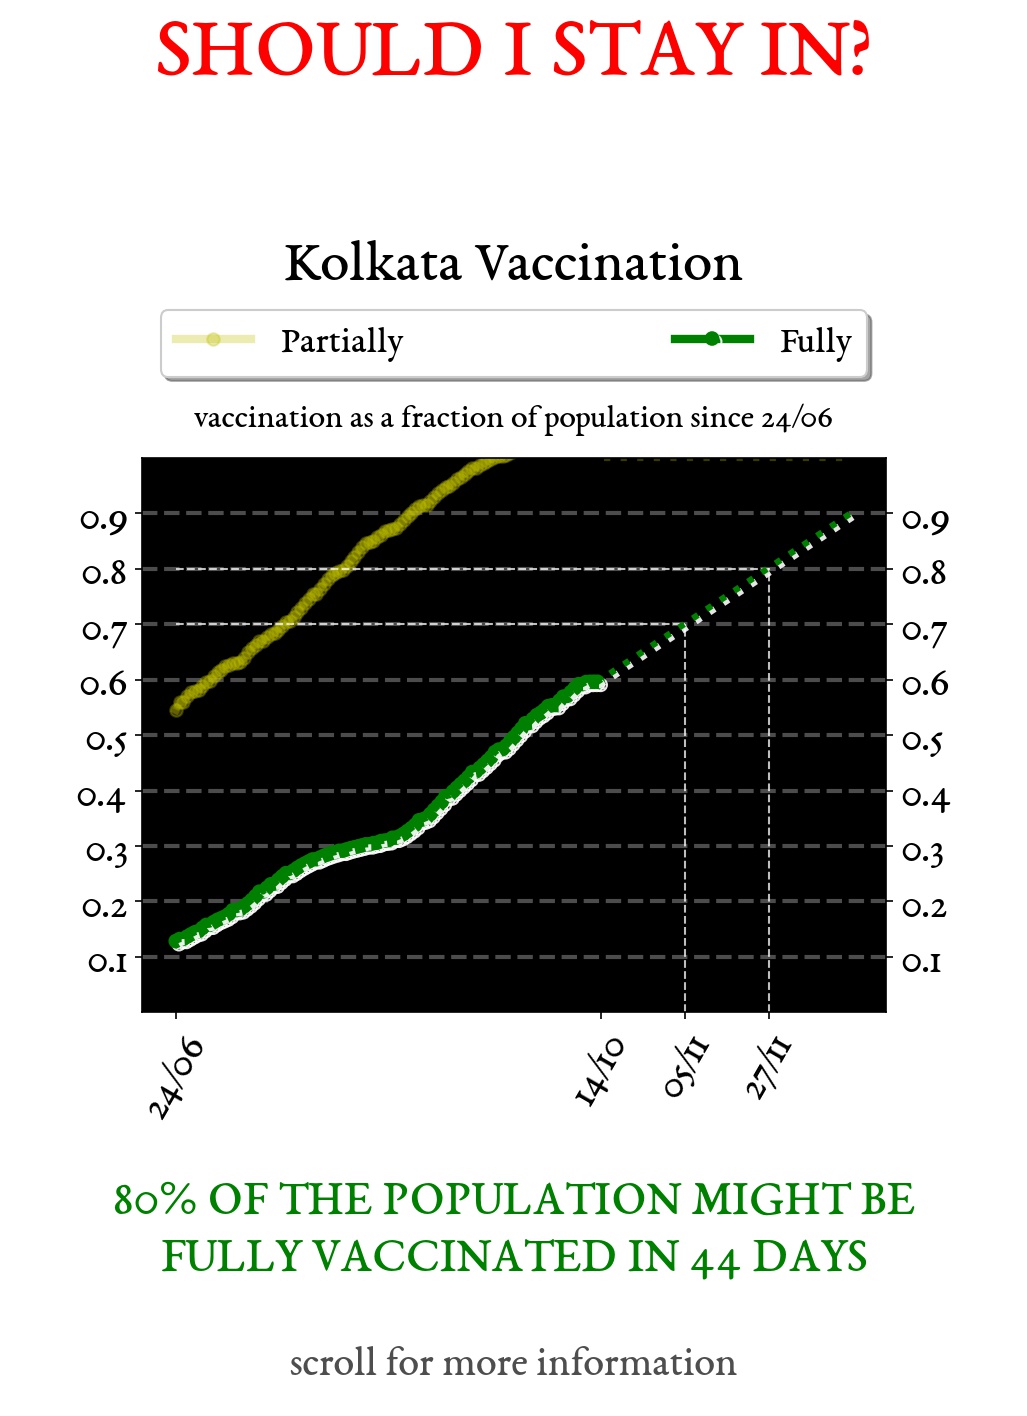 SHOULD I STAY IN?
Kolkata Vaccination
Partially
Fully
vaccination as a fraction of population since 24/06
0.9 0.9
0.8 0.8
0.7 0.7
0.6 0.6
0.5 0.5
0.4 0.4
0.3 0.3
0.2 0.2
0.1 0.1
24/06 14/10 05/11 27/11
80% OF THE POPULATION MIGHT BE
FULLY VACCINATED IN 44 DAYS
scroll for more information